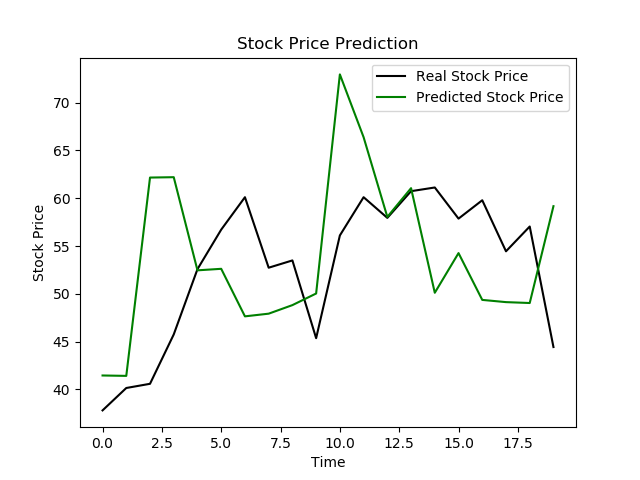 Stock Price Prediction
Real Stock Price
Predicted Stock Price
Stock Price
70
65
60
55
50
45
40
0.0 2.5 5.0 7.5 10.0 12.5 15.0 17.5
Time